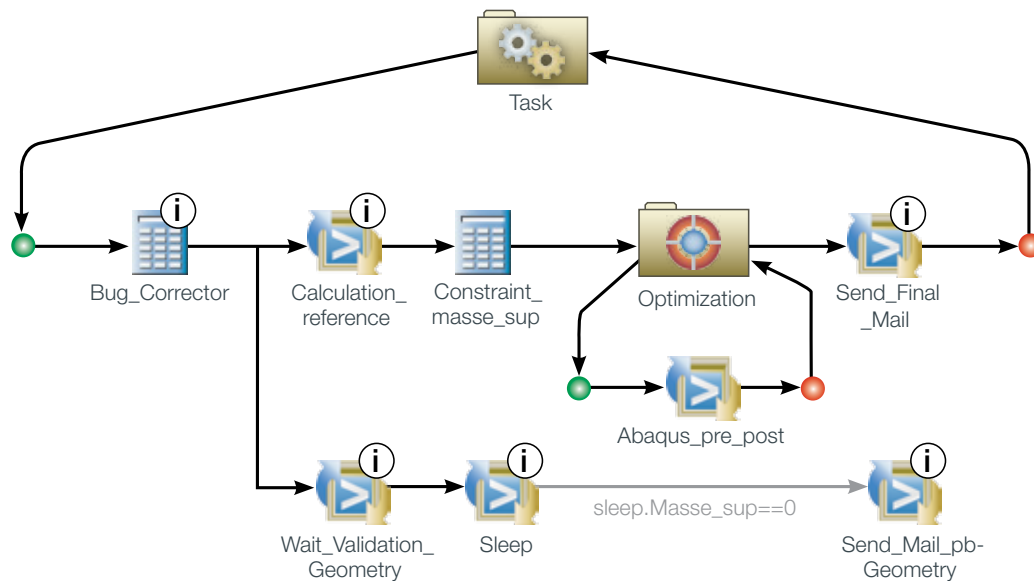 Task
i
i
i
Bug_Corrector
Calculation_
reference
Constraint_
masse_sup
Optimization
Send_Final
_Mail
Abaqus_pre_post
i
i
i
sleep.Masse_sup==0
Wait_Validation_
Geometry
Sleep
Send_Mail_pb-
Geometry